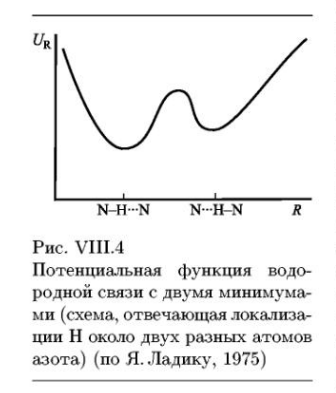 U_R
N–H···N N···H–N R
Рис. VIII.4
Потенциальная функция водо-
родной связи с двумя минимума-
ми (схема, отвечающая локализа-
ции H около двух разных атомов
азота) (по Я. Ладику, 1975)